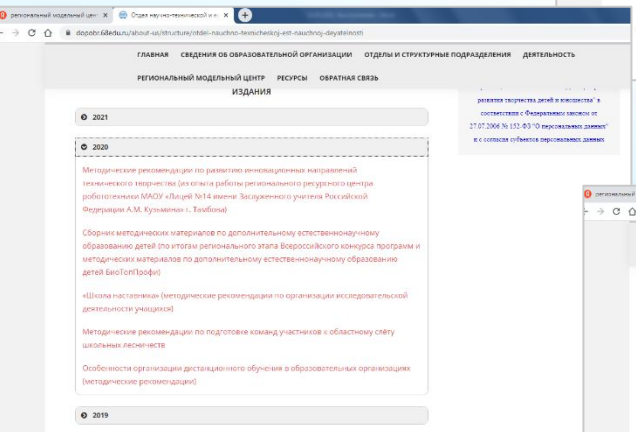 региональный модельный цен
Отдел научно-технической и е
dopobr.68edu.ru/about-us/structure/otdel-nauchno-texnicheskoj-est-nauchnoj-deyatelnosti
ГЛАВНАЯ СВЕДЕНИЯ ОБ ОБРАЗОВАТЕЛЬНОЙ ОРГАНИЗАЦИИ ОТДЕЛЫ И СТРУКТУРНЫЕ ПОДРАЗДЕЛЕНИЯ ДЕЯТЕЛЬНОСТЬ
РЕГИОНАЛЬНЫЙ МОДЕЛЬНЫЙ ЦЕНТР РЕСУРСЫ ОБРАТНАЯ СВЯЗЬ
ИЗДАНИЯ
2021
2020
Методические рекомендации по развитию инновационных направлений
технического творчества (из опыта работы регионального ресурсного центра
робототехники МАОУ «Лицей №14 имени Заслуженного учителя Российской
Федерации А.М. Кузьмина» г. Тамбова)
Сборник методических материалов по дополнительному естественнонаучному
образованию детей (по итогам регионального этапа Всероссийского конкурса программ и
методических материалов по дополнительному естественнонаучному образованию
детей БиоТопПрофи)
«Школа наставника» (методические рекомендации по организации исследовательской
деятельности учащихся)
Методические рекомендации по подготовке команд участников к областному слёту
школьных лесничеств
Особенности организации дистанционного обучения в образовательных организациях
(методические рекомендации)
2019
развития творчества детей и юношества" в
соответствии с Федеральным законом от
27.07.2006 № 152-ФЗ "О персональных данных"
и с согласия субъектов персональных данных
региональный